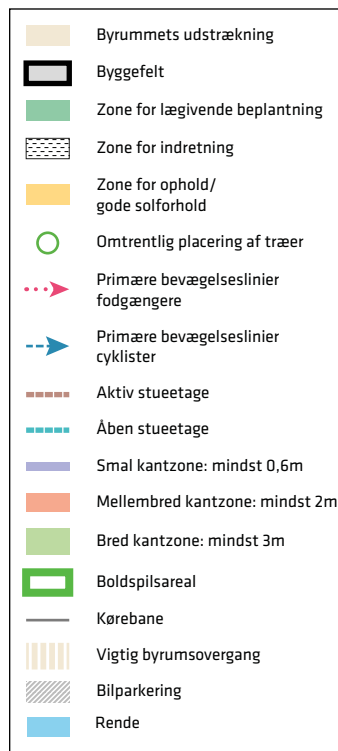 Byrummets udstrækning
Byggefelt
Zone for lægivende beplantning
Zone for indretning
Zone for ophold/
gode solforhold
Omtrentlig placering af træer
Primære bevægelseslinier
fodgængere
Primære bevægelseslinier
cyklister
Aktiv stueetage
Åben stueetage
Smal kantzone: mindst 0,6m
Mellembred kantzone: mindst 2m
Bred kantzone: mindst 3m
Boldspilsareal
Kørebane
Vigtig byrumsovergang
Bilparkering
Rende